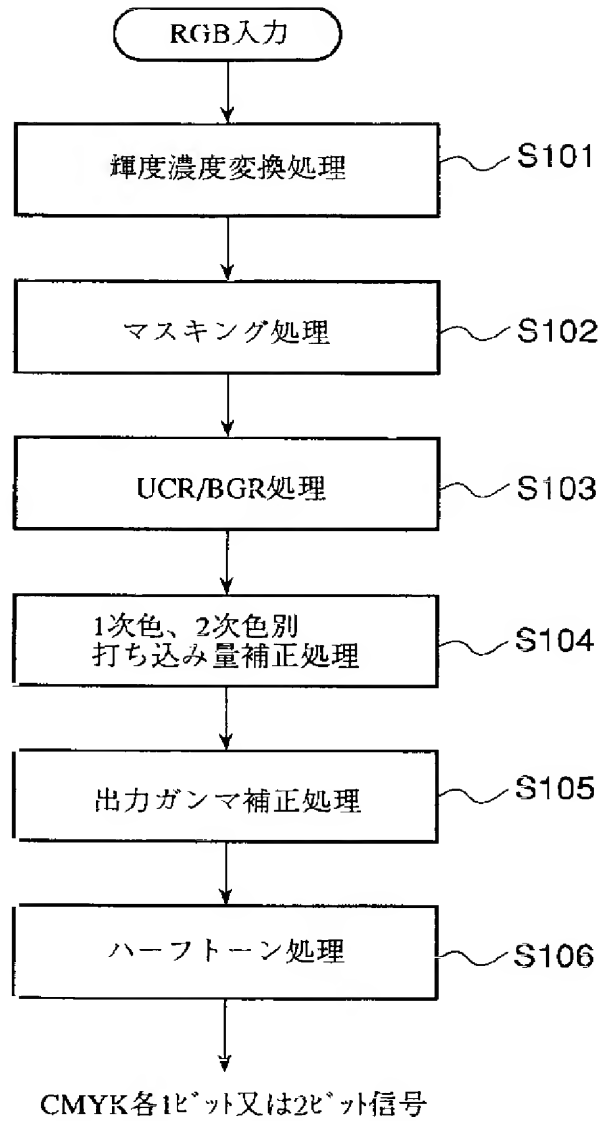 RGB入力
輝度濃度変換処理
S101
マスキング処理
S102
UCR/BGR処理
S103
1次色、2次色別
打ち込み量補正処理
S104
出力ガンマ補正処理
S105
ハーフトーン処理
S106
CMYK各1ビット又は2ビット信号